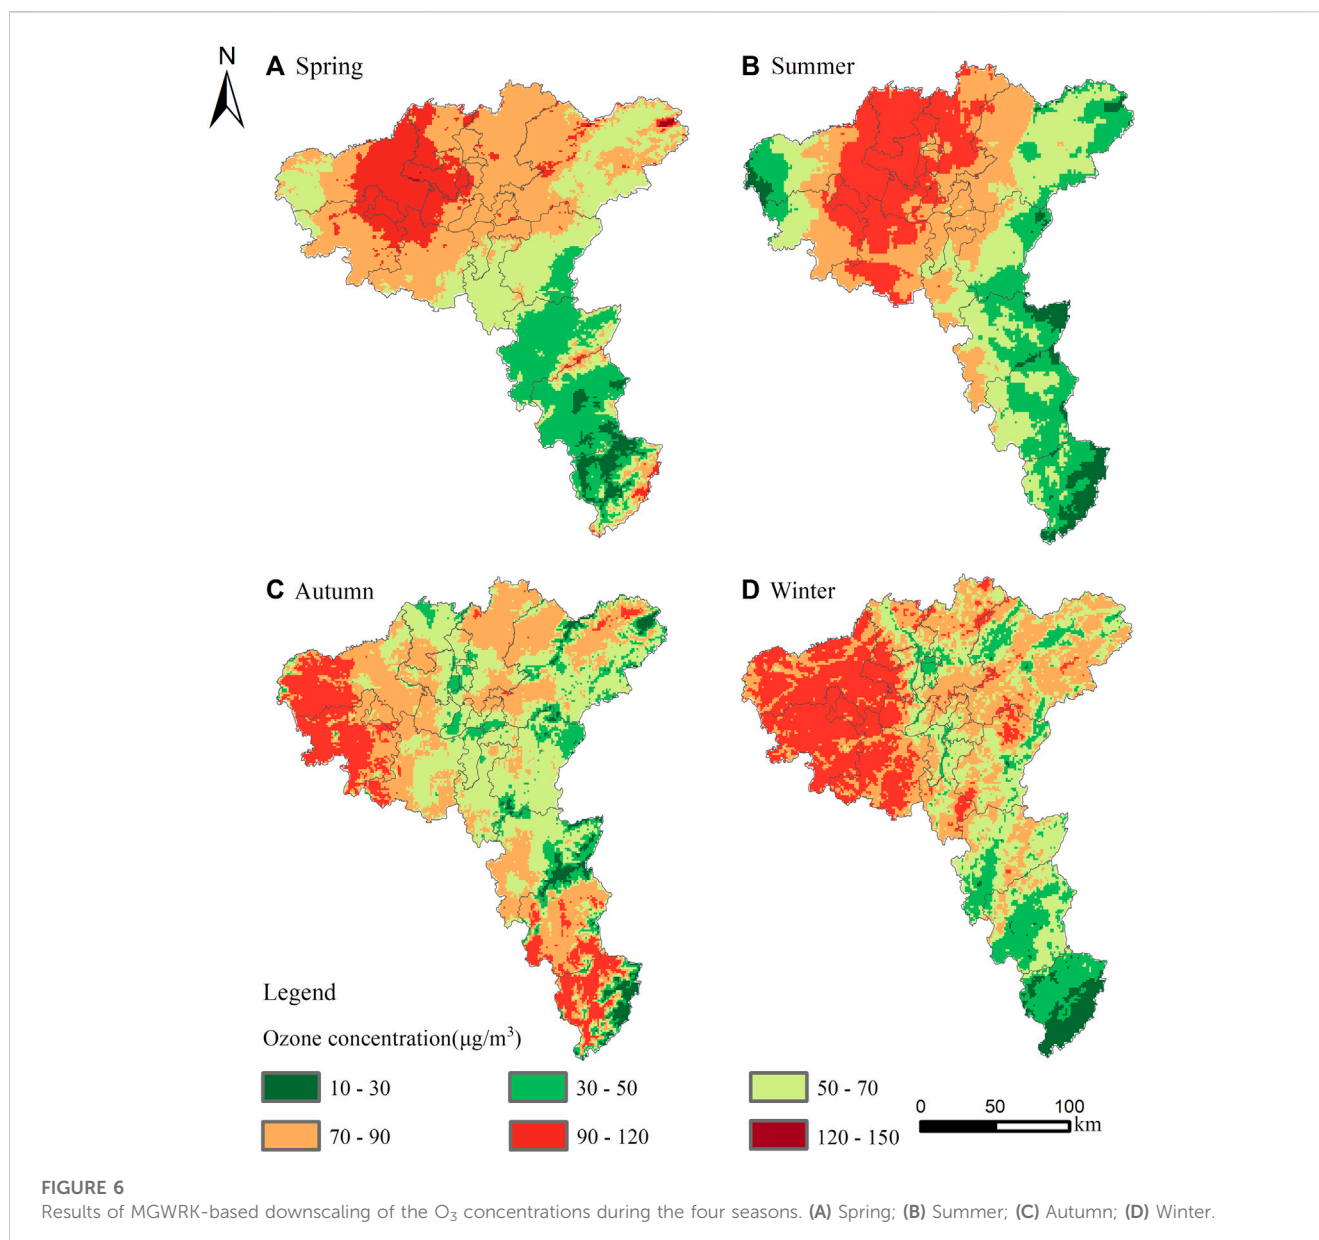 N
A Spring
B Summer
C Autumn
D Winter
Legend
Ozone concentration(μg/m³)
10 - 30
30 - 50
50 - 70
70 - 90
90 - 120
120 - 150
0 50 100
km
FIGURE 6
Results of MGWRK-based downscaling of the O₃ concentrations during the four seasons. (A) Spring; (B) Summer; (C) Autumn; (D) Winter.